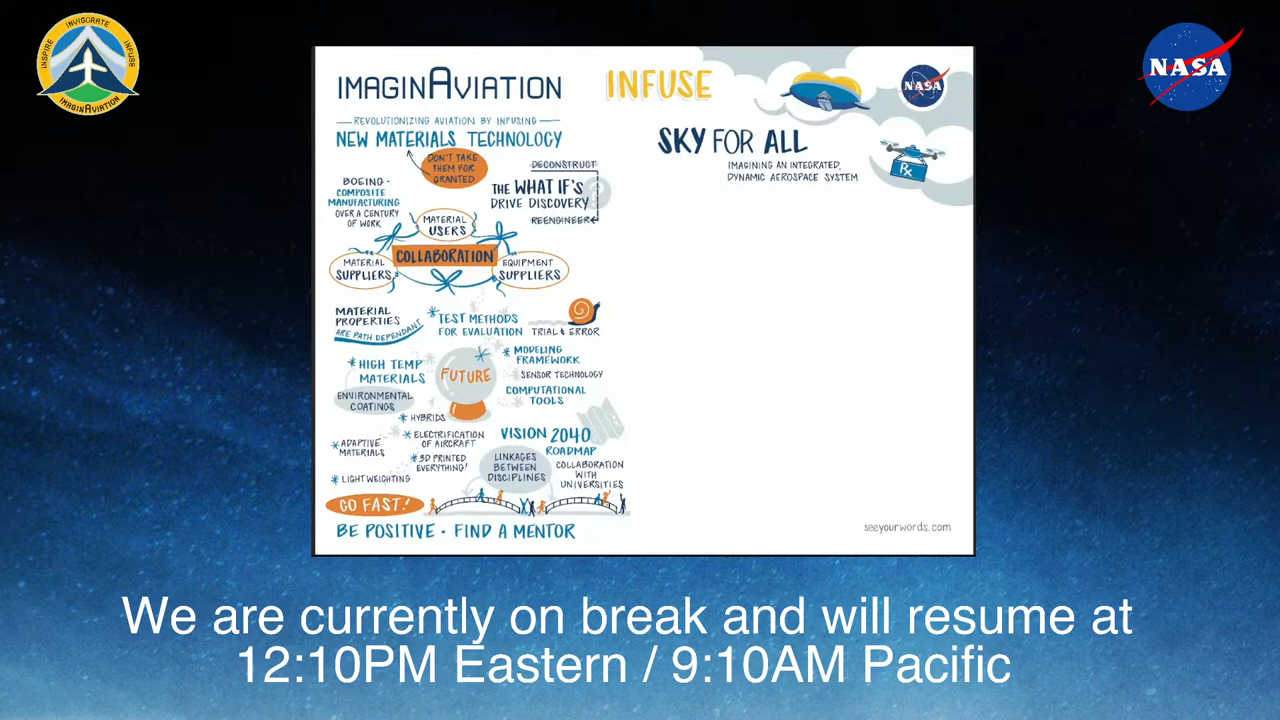 INSPIRE
INVIGORATE
INFUSE
IMAGINAVIATION
NASA
IMAGINAVIATION
INFUSE
NASA
REVOLUTIONIZING AVIATION BY INFUSING
NEW MATERIALS TECHNOLOGY
DON'T TAKE
THEM FOR
GRANTED
BOEING -
COMPOSITE
MANUFACTURING
OVER A CENTURY
OF WORK
DECONSTRUCT
THE WHAT IF'S
DRIVE DISCOVERY
REENGINEER
?
MATERIAL
USERS
COLLABORATION
MATERIAL
SUPPLIERS
EQUIPMENT
SUPPLIERS
MATERIAL
PROPERTIES
ARE PATH DEPENDANT
* TEST METHODS
FOR EVALUATION
TRIAL & ERROR
* HIGH TEMP
MATERIALS
ENVIRONMENTAL
COATINGS
FUTURE
* MODELING
FRAMEWORK
SENSOR TECHNOLOGY
COMPUTATIONAL
TOOLS
* HYBRIDS
* ADAPTIVE
MATERIALS
* ELECTRIFICATION
OF AIRCRAFT
* 3D PRINTED
EVERYTHING!
* LIGHT WEIGHTING
VISION 2040
ROADMAP
LINKAGES
BETWEEN
DISCIPLINES
COLLABORATION
WITH
UNIVERSITIES
GO FAST!
BE POSITIVE - FIND A MENTOR
SKY FOR ALL
IMAGINING AN INTEGRATED,
DYNAMIC AEROSPACE SYSTEM
Rx
seeyourwords.com
We are currently on break and will resume at
12:10PM Eastern / 9:10AM Pacific